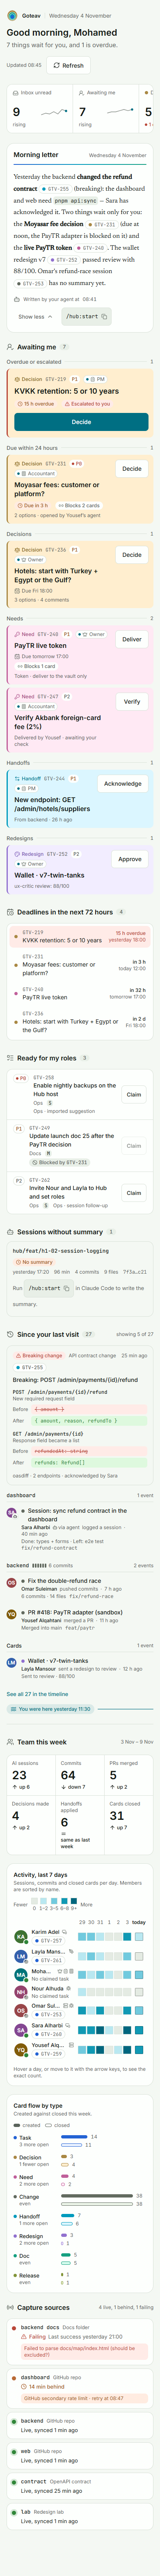 Goteav Wednesday 4 November
Good morning, Mohamed
7 things wait for you, and 1 is overdue.
Updated 08:45 Refresh
Inbox unread
9
rising
Awaiting me
7
rising
5
Morning letter Wednesday 4 November
Yesterday the backend changed the
refund contract GTV-255 (breaking): the dashboard
and web need pnpm api:sync — Sara has
acknowledged it. Two things wait for you:
the Moyasar fee decision GTV-231 (due at
noon, the PayTR adapter is blocked on it) and
the live PayTR token GTV-240. The wallet
redesign v7 GTV-252 passed review with
88/100. Omar's refund-race session
GTV-253 has no summary yet.
Written by your agent at 08:41
Show less /hub:start
Awaiting me 7
Overdue or escalated 1
Decision GTV-219 P1 PM
KVKK retention: 5 or 10 years
15 h overdue Escalated to you
Decide
Due within 24 hours 1
Decision GTV-231 P0
Accountant
Moyasar fees: customer or
platform?
Due in 3 h Blocks 2 cards
2 options · opened by Yousef's agent
Decide
Decisions 1
Decision GTV-236 P1
Owner
Hotels: start with Turkey +
Egypt or the Gulf?
Due Fri 18:00
3 options · 4 comments
Decide
Needs 2
Need GTV-240 P1 Owner
PayTR live token
Due tomorrow 17:00
Blocks 1 card
Token · deliver to the vault only
Deliver
Need GTV-247 P2
Accountant
Verify Akbank foreign-card
fee (2%)
Delivered by Yousef · awaiting your
check
Verify
Handoffs 1
Handoff GTV-244 P1
PM
New endpoint: GET
/admin/hotels/suppliers
From backend · 26 h ago
Acknowledge
Redesigns 1
Redesign GTV-252 P2
Owner
Wallet · v7-twin-tanks
ux-critic review: 88/100
Approve
Deadlines in the next 72 hours 4
GTV-219
KVKK retention: 5 or 10 years
15 h overdue
yesterday 18:00
GTV-231
Moyasar fees: customer or
platform?
in 3 h
today 12:00
GTV-240
PayTR live token
in 32 h
tomorrow 17:00
GTV-236
Hotels: start with Turkey + Egypt or
the Gulf?
in 2 d
Fri 18:00
Ready for my roles 3
P0 GTV-258
Enable nightly backups on the
Hub host
Ops S
Ops · imported suggestion
Claim
P1 GTV-249
Update launch doc 25 after the
PayTR decision
Docs M
Blocked by GTV-231
Claim
P2 GTV-262
Invite Nour and Layla to Hub
and set roles
Ops S Ops · session follow-up
Claim
Sessions without summary 1
hub/feat/h1-02-session-logging
No summary
yesterday 17:20 96 min 4 commits 9 files 7f3a…c21
Run /hub:start in Claude Code to write the
summary.
Since your last visit 27 showing 5 of 27
Breaking change API contract change 25 min ago
GTV-255
Breaking: POST /admin/payments/{id}/refund
POST /admin/payments/{id}/refund
New required request field
Before { amount }
After { amount, reason, refundTo }
GET /admin/payments/{id}
Response field became a list
Before refundedAt: string
After refunds: Refund[]
oasdiff · 2 endpoints · acknowledged by Sara
dashboard 1 event
Session: sync refund contract in the
dashboard
Sara Alharbi via agent logged a session ·
40 min ago
Done: types + forms · Left: e2e test
fix/refund-contract
backend 6 commits 2 events
Fix the double-refund race
Omar Suleiman pushed commits · 7 h ago
6 commits · 14 files fix/refund-race
PR #418: PayTR adapter (sandbox)
Yousef Alqahtani merged a PR · 11 h ago
Merged into main feat/paytr
Cards 1 event
Wallet · v7-twin-tanks
Layla Mansour sent a redesign to review · 12 h ago
Sent to review · 88/100
See all 27 in the timeline
You were here yesterday 11:30
Team this week 3 Nov – 9 Nov
AI sessions
23
up 6
Commits
64
down 7
PRs merged
5
up 2
Decisions made
4
up 2
Handoffs
applied
6
same as last
week
Cards closed
31
up 7
Activity, last 7 days
Sessions, commits and closed cards per day. Members
are sorted by name.
Fewer 0 1–2 3–5 6–8 9+ More
29 30 31 1 2 3 today
Karim Adel
GTV-257
Layla Mans…
GTV-261
Moha…
No claimed task
Nour Alhuda
No claimed task
Omar Sul…
GTV-253
Sara Alharbi
GTV-260
Yousef Alq…
GTV-259
Hover a day, or move to it with the arrow keys, to see the
exact count.
Card flow by type
Created against closed this week.
created closed
Task
3 more open
14
11
Decision
1 fewer open
3
4
Need
2 more open
4
2
Change
even
38
38
Handoff
1 more open
7
6
Redesign
2 more open
3
1
Doc
even
5
5
Release
even
1
1
Capture sources 4 live, 1 behind, 1 failing
backend docs Docs folder
Failing Last success yesterday 21:00
Failed to parse docs/map/index.html (should be
excluded?)
dashboard GitHub repo
14 min behind
GitHub secondary rate limit · retry at 08:47
backend GitHub repo
Live, synced 1 min ago
web GitHub repo
Live, synced 1 min ago
contract OpenAPI contract
Live, synced 25 min ago
lab Redesign lab
Live, synced 1 min ago